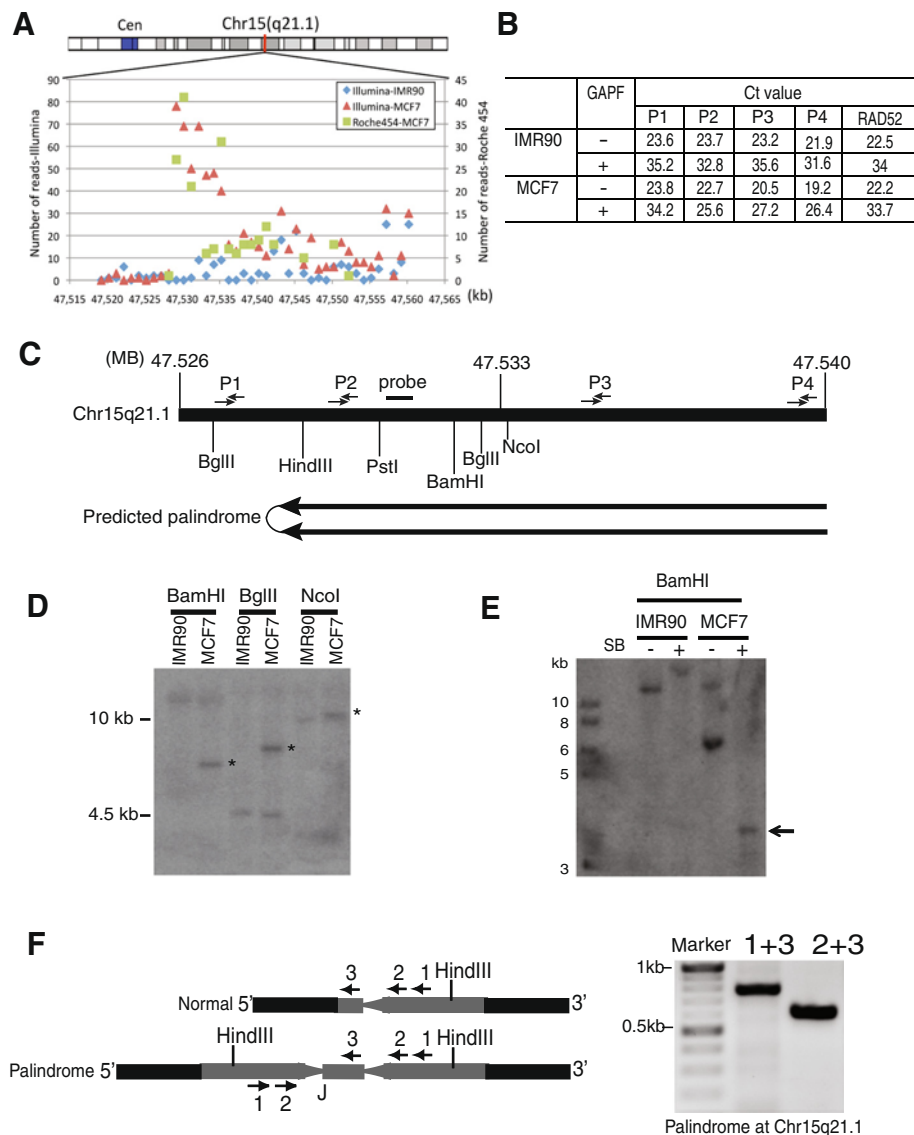 A
Cen
Chr15(q21.1)
Number of reads-Illumina
90
80
70
60
50
40
30
20
10
0
Illumina-IMR90
Illumina-MCF7
Roche454-MCF7
45
40
35
30
25
20
15
10
5
0
Number of reads-Roche 454
47,515 47,520 47,525 47,530 47,535 47,540 47,545 47,550 47,555 47,560 47,565 (kb)
B
GAPF Ct value
P1 P2 P3 P4 RAD52
IMR90 − 23.6 23.7 23.2 21.9 22.5
+ 35.2 32.8 35.6 31.6 34
MCF7 − 23.8 22.7 20.5 19.2 22.2
+ 34.2 25.6 27.2 26.4 33.7
C
(MB) 47.526 47.533 47.540
P1 P2 probe P3 P4
Chr15q21.1
BglII HindIII PstI BamHI BglII NcoI
Predicted palindrome
D
BamHI BglII NcoI
IMR90 MCF7 IMR90 MCF7 IMR90 MCF7
10 kb
4.5 kb
* * *
E
BamHI
IMR90 MCF7
SB - + - +
kb
10
8
6
5
3
F
HindIII
3 2 1
Normal 5’ 3’
HindIII 3 2 1 HindIII
Palindrome 5’ 3’
1 2 J
Marker 1+3 2+3
1kb
0.5kb
Palindrome at Chr15q21.1